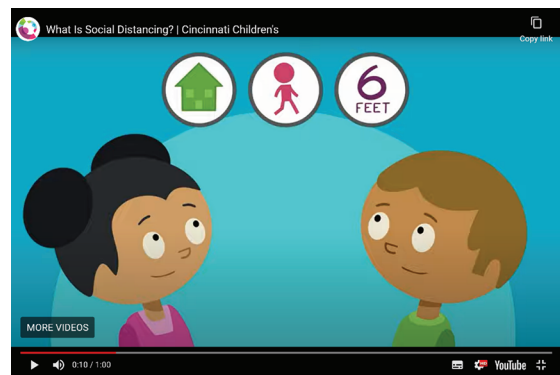 What Is Social Distancing? | Cincinnati Children's
Copy link
6
FEET
MORE VIDEOS
0:10 / 1:00
YouTube